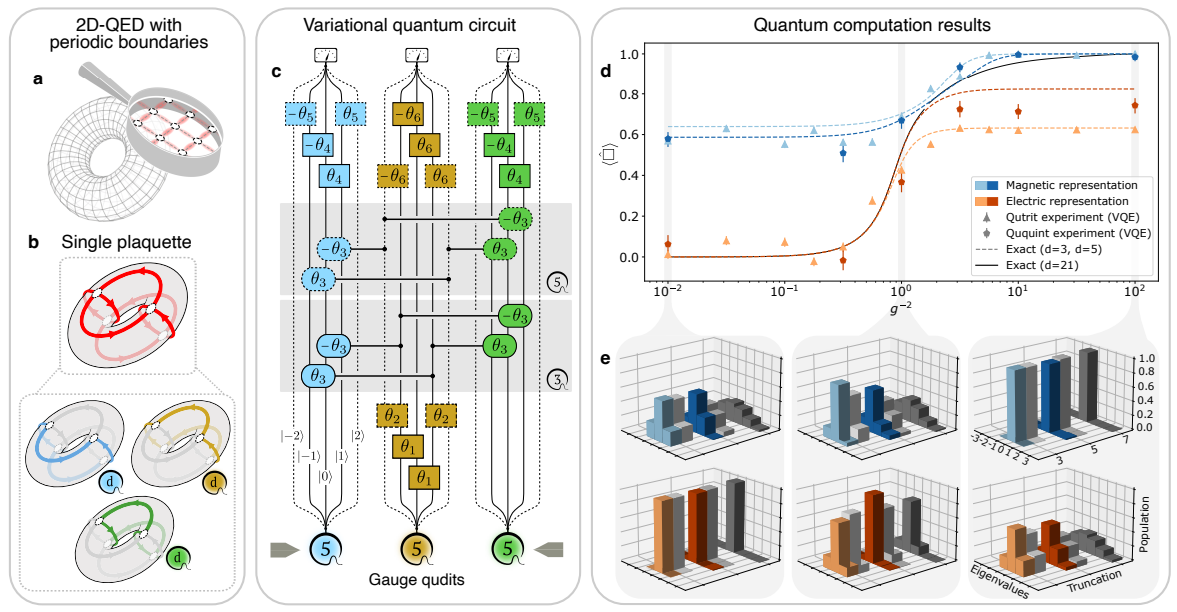 2D-QED with
periodic boundaries
a
b
Single plaquette
d
d
d
Variational quantum circuit
c
-θ5
θ5
-θ6
-θ5
θ5
-θ4
θ6
-θ4
θ4
-θ6
θ6
θ4
-θ3
-θ3
θ3
θ3
5
-θ3
-θ3
θ3
θ3
3
θ2
θ2
θ1
θ1
|-2⟩
|2⟩
|-1⟩
|1⟩
|0⟩
5
5
5
Gauge qudits
Quantum computation results
d
1.0
0.8
0.6
0.4
0.2
0.0
⟨□̂⟩
Magnetic representation
Electric representation
Qutrit experiment (VQE)
Ququint experiment (VQE)
Exact (d=3, d=5)
Exact (d=21)
10⁻²
10⁻¹
10⁰
10¹
10²
g⁻²
e
1.0
0.8
0.6
0.4
0.2
0.0
-3-2-1 0 1 2 3
3
5
7
Population
Eigenvalues
Truncation